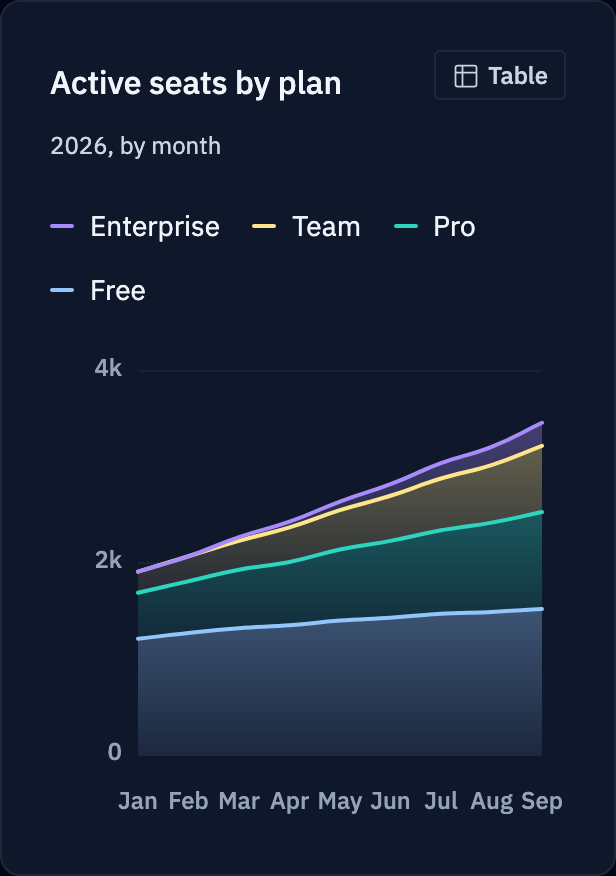 Active seats by plan
Table
2026, by month
Enterprise Team Pro
Free
4k
2k
0
Jan Feb Mar Apr May Jun Jul Aug Sep